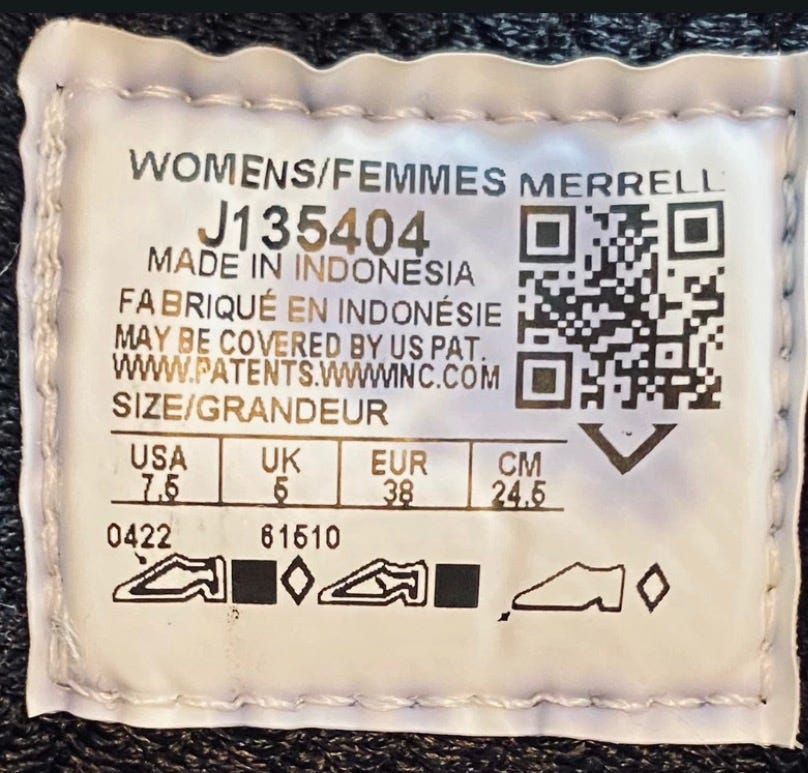 WOMENS/FEMMES MERRELL
J135404
MADE IN INDONESIA
FABRIQUÉ EN INDONÉSIE
MAY BE COVERED BY US PAT.
WWW.PATENTS.WWWINC.COM
SIZE/GRANDEUR
USA UK EUR CM
7.5 5 38 24.5
0422 61510